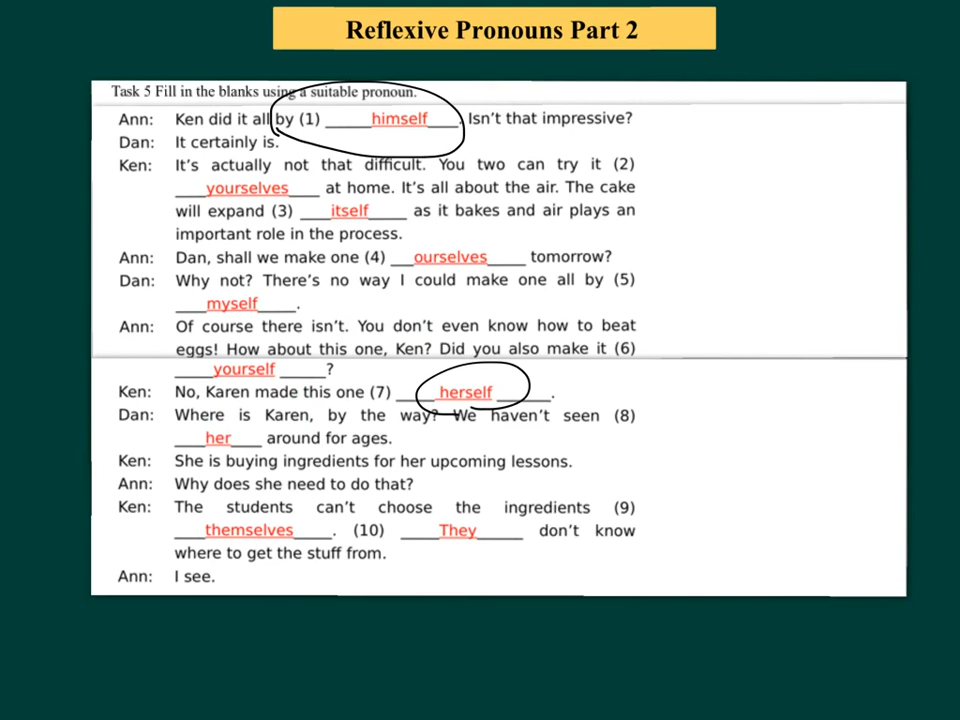 Reflexive Pronouns Part 2
Task 5 Fill in the blanks using a suitable pronoun.
Ann: Ken did it all by (1) ______himself____. Isn't that impressive?
Dan: It certainly is.
Ken: It's actually not that difficult. You two can try it (2)
____yourselves____ at home. It's all about the air. The cake
will expand (3) ____itself_____ as it bakes and air plays an
important role in the process.
Ann: Dan, shall we make one (4) ___ourselves_____ tomorrow?
Dan: Why not? There's no way I could make one all by (5)
____myself_____.
Ann: Of course there isn't. You don't even know how to beat
eggs! How about this one, Ken? Did you also make it (6)
_____yourself ______?
Ken: No, Karen made this one (7) _____ herself _______.
Dan: Where is Karen, by the way? We haven't seen (8)
____her____ around for ages.
Ken: She is buying ingredients for her upcoming lessons.
Ann: Why does she need to do that?
Ken: The students can't choose the ingredients (9)
____themselves_____. (10) _____They______ don't know
where to get the stuff from.
Ann: I see.